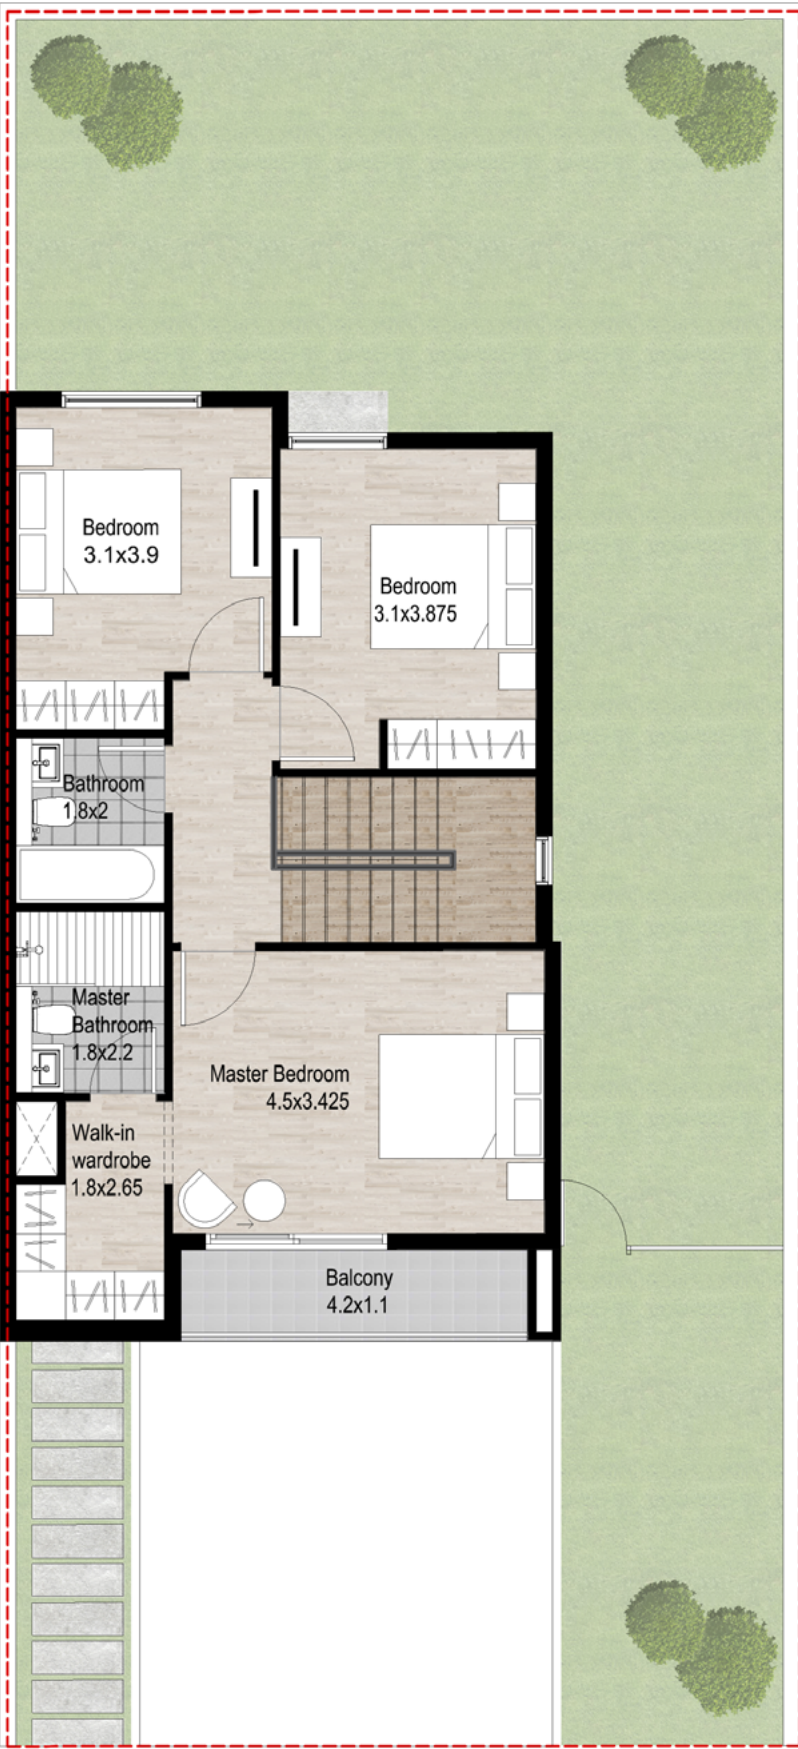 Bedroom
3.1x3.9
Bedroom
3.1x3.875
Bathroom
1.8x2
Master
Bathroom
1.8x2.2
Master Bedroom
4.5x3.425
Walk-in
wardrobe
1.8x2.65
Balcony
4.2x1.1